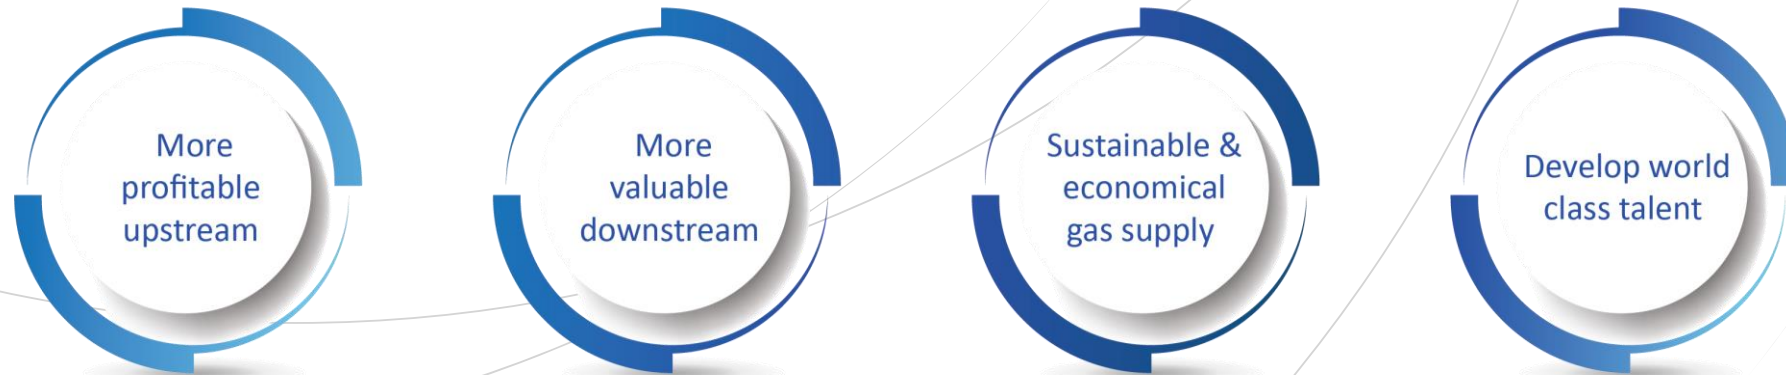 More
profitable
upstream
More
valuable
downstream
Sustainable &
economical
gas supply
Develop world
class talent